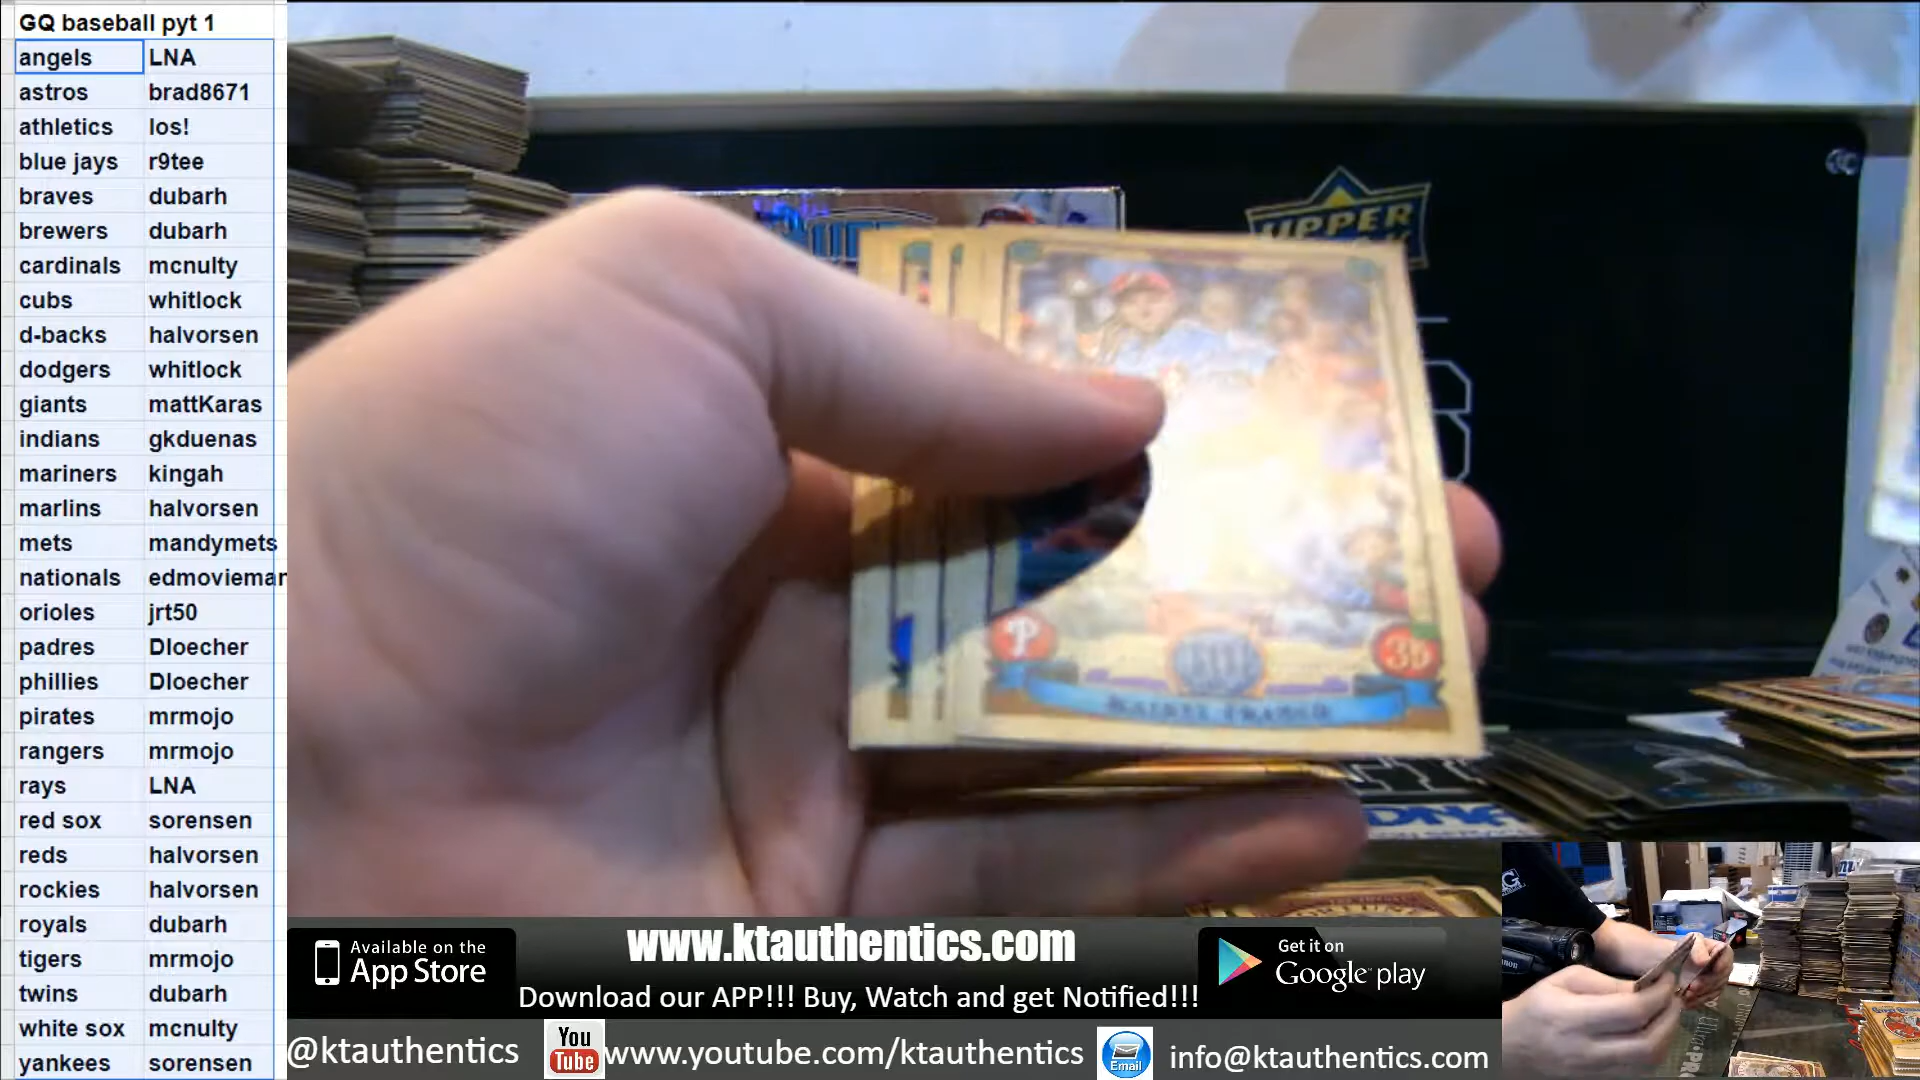 GQ baseball pyt 1
angels LNA
astros brad8671
athletics los!
blue jays r9tee
braves dubarh
brewers dubarh
cardinals mcnulty
cubs whitlock
d-backs halvorsen
dodgers whitlock
giants mattKaras
indians gkduenas
mariners kingah
marlins halvorsen
mets mandymets
nationals edmovieman
orioles jrt50
padres Dloecher
phillies Dloecher
pirates mrmojo
rangers mrmojo
rays LNA
red sox sorensen
reds halvorsen
rockies halvorsen
royals dubarh
tigers mrmojo
twins dubarh
white sox mcnulty
yankees sorensen
UPPER
P
3B
Available on the
App Store
www.ktauthentics.com
Download our APP!!! Buy, Watch and get Notified!!!
Get it on
Google play
@ktauthentics
You
Tube
www.youtube.com/ktauthentics
Email
info@ktauthentics.com